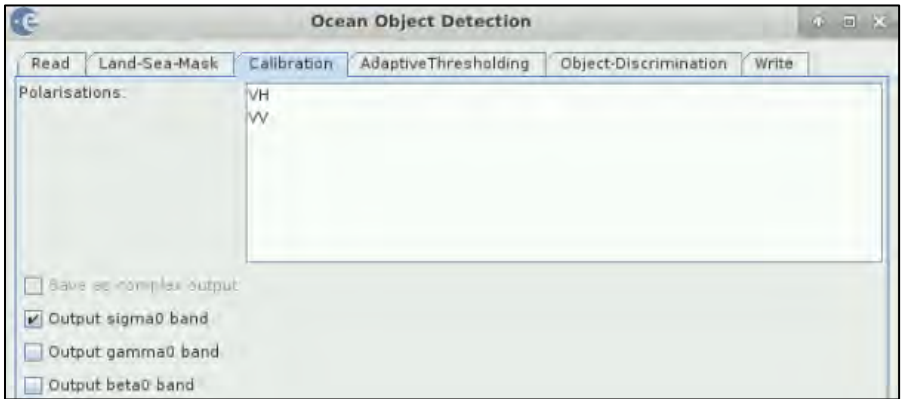 Ocean Object Detection
Read Land-Sea-Mask Calibration AdaptiveThresholding Object-Discrimination Write
Polarisations:
VH
VV
Save as complex output
Output sigma0 band
Output gamma0 band
Output beta0 band